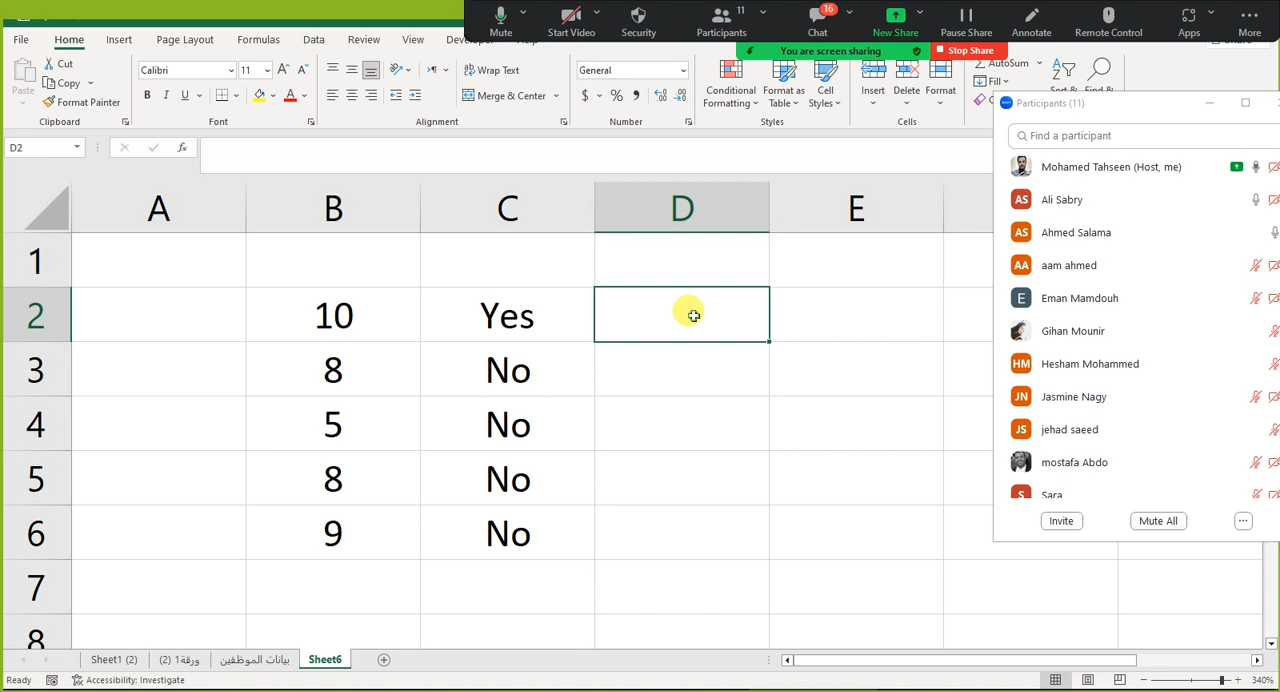 11
16
Mute
Start Video
Security
Participants
Chat
New Share
Pause Share
Annotate
Remote Control
Apps
More
You are screen sharing
Stop Share
File
Home
Insert
Page Layout
Formulas
Data
Review
View
Paste
Cut
Copy
Format Painter
Clipboard
Calibri
11
B I U
A
Font
Wrap Text
Merge & Center
Alignment
General
$ % 9
Number
Conditional Formatting
Format as Table
Cell Styles
Styles
Insert
Delete
Format
Cells
AutoSum
Fill
D2
fx
A B C D E
1
2 10 Yes
3 8 No
4 5 No
5 8 No
6 9 No
7
8
Participants (11)
Find a participant
Mohamed Tahseen (Host, me)
AS Ali Sabry
AS Ahmed Salama
AA aam ahmed
E Eman Mamdouh
Gihan Mounir
HM Hesham Mohammed
JN Jasmine Nagy
JS jehad saeed
mostafa Abdo
S Sara
Invite
Mute All
Sheet1 (2)
ورقة1 (2)
بيانات الموظفين
Sheet6
Ready
Accessibility: Investigate
340%